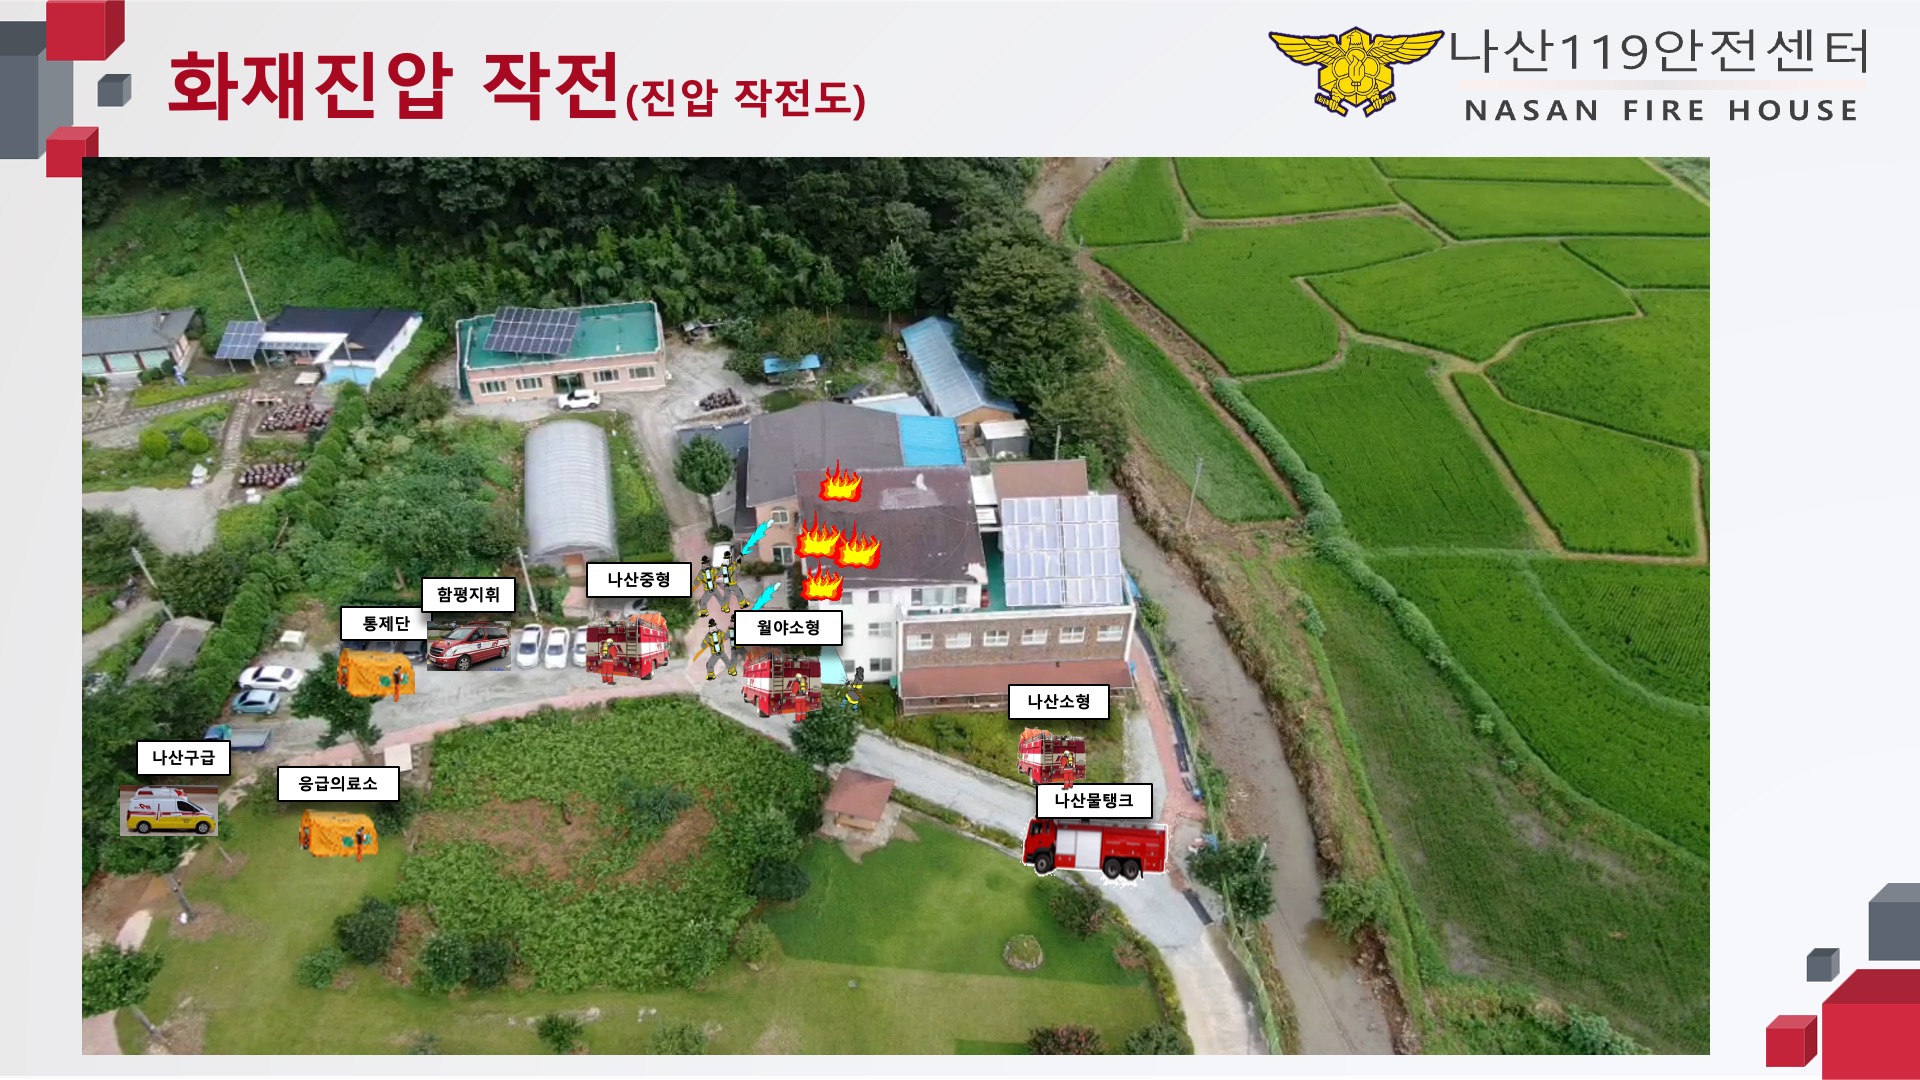 화재진압 작전(진압 작전도)
나산119안전센터
NASAN FIRE HOUSE
나산중형
함평지휘
통제단
월야소형
나산소형
나산구급
응급의료소
나산물탱크